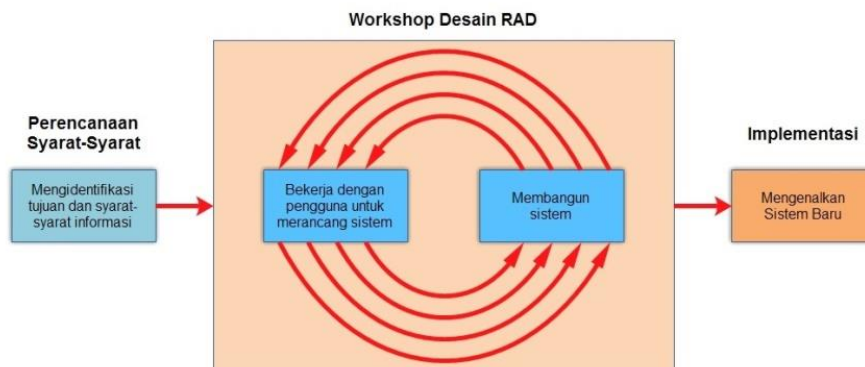 Workshop Desain RAD
Perencanaan
Syarat-Syarat
Mengidentifikasi
tujuan dan syarat-
syarat informasi
Bekerja dengan
pengguna untuk
merancang sistem
Membangun
sistem
Implementasi
Mengenalkan
Sistem Baru